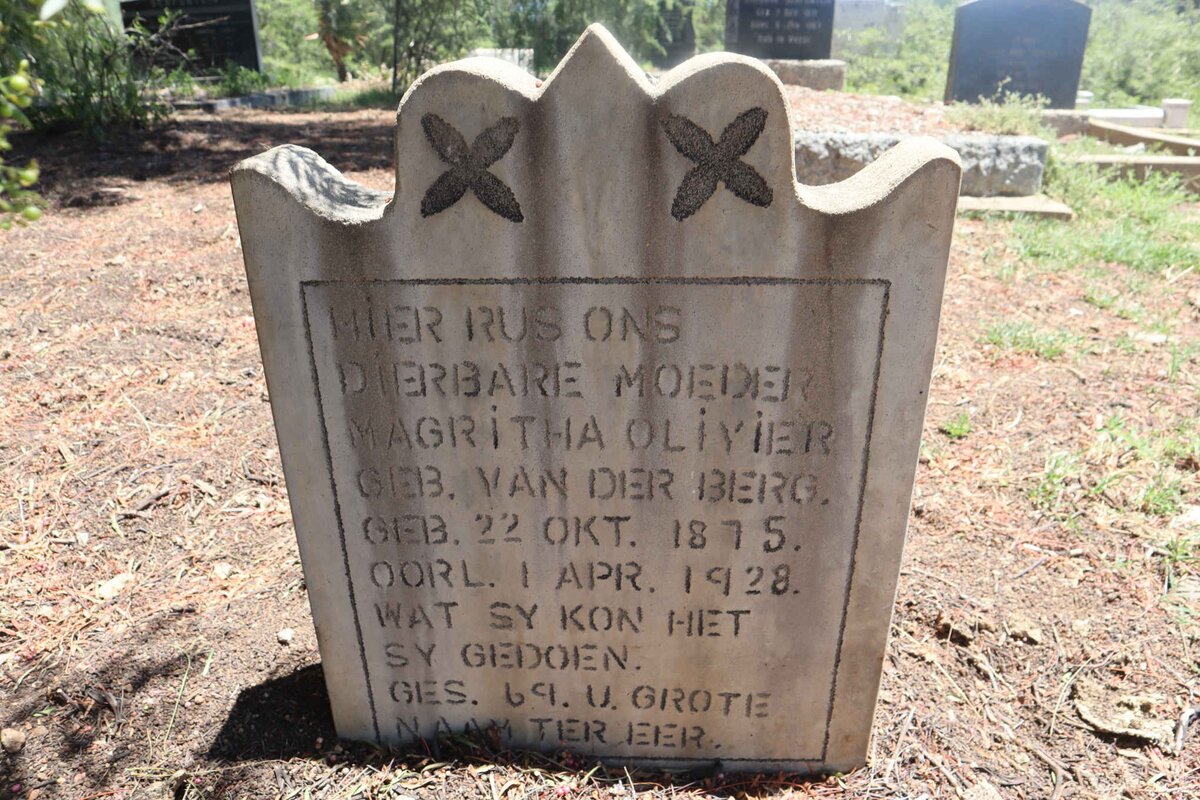 HIER RUS ONS
DIERBARE MOEDER
MAGRITHA OLIVIER
GEB. VAN DER BERG.
GEB. 22 OKT. 1875.
OORL. 1 APR. 1928.
WAT SY KON HET
SY GEDOEN.
GES. 69. U. GROTE
NAAM TER EER.